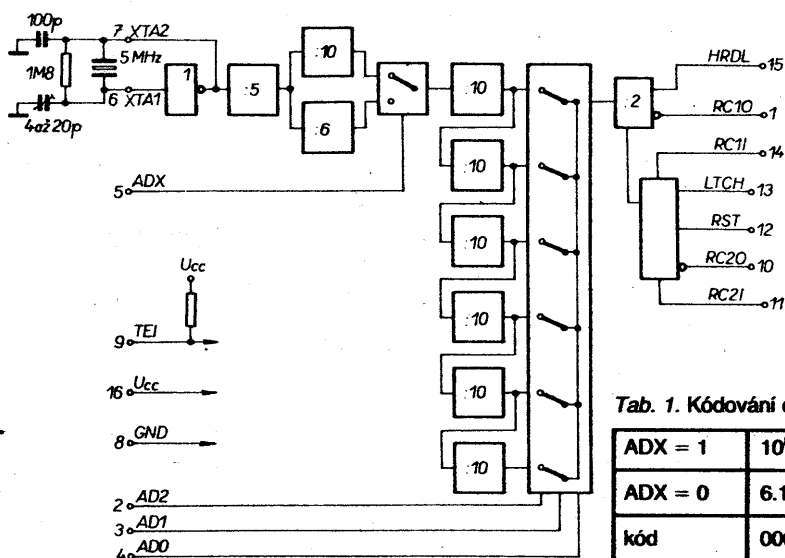 100p
7 XTA2
5 MHz
1M8
6 XTA1
4až20p
1
:5
:10
:6
:10
:10
:10
:10
:10
:10
:2
HRDL 15
RC1O 1
RC1I 14
LTCH 13
RST 12
RC2O 10
RC2I 11
5 ADX
Ucc
9 TEI
16 Ucc
8 GND
2 AD2
3 AD1
4 AD0
Tab. 1. Kódování
ADX = 1
ADX = 0 6.1
kód 00